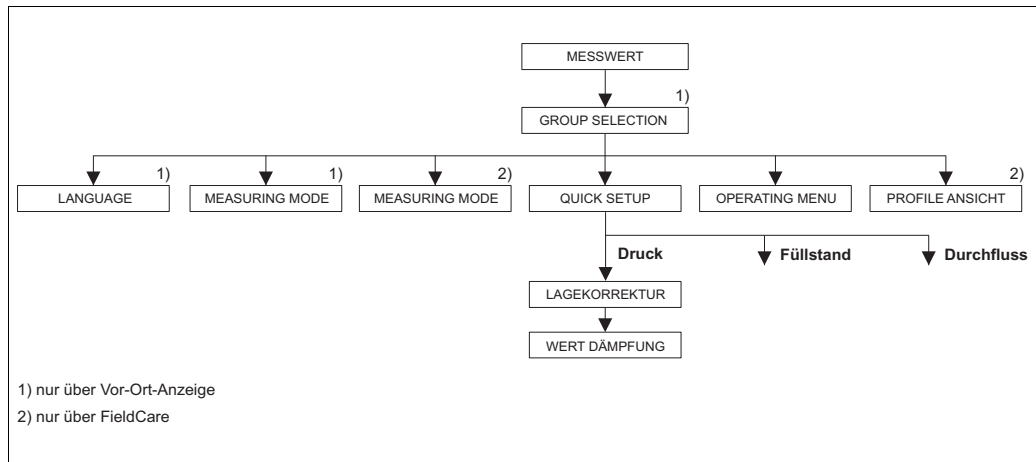 MESSWERT
1)
GROUP SELECTION
1) 1) 2) 2)
LANGUAGE MEASURING MODE MEASURING MODE QUICK SETUP OPERATING MENU PROFILE ANSICHT
Druck Füllstand Durchfluss
LAGEKORREKTUR
WERT DÄMPFUNG
1) nur über Vor-Ort-Anzeige
2) nur über FieldCare